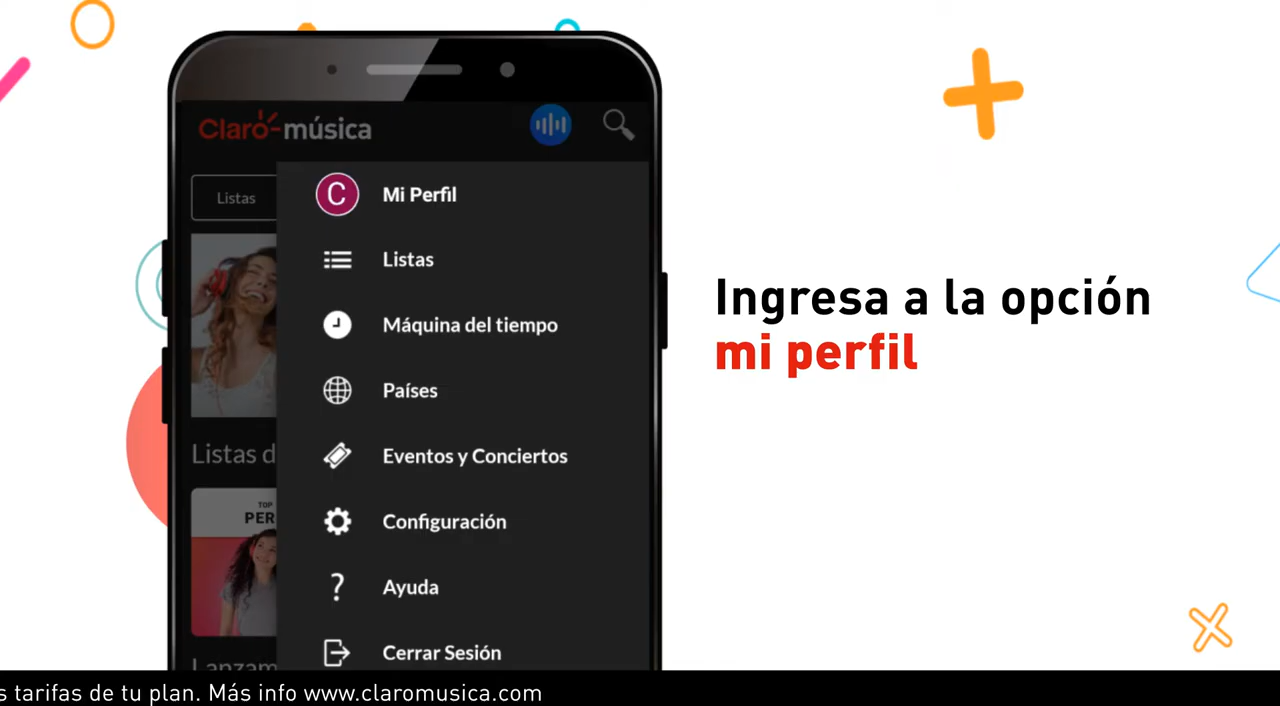 Claro-música
Listas
C
Mi Perfil
Listas
Máquina del tiempo
Países
Eventos y Conciertos
Configuración
Ayuda
Cerrar Sesión
Listas d
TOP
PER
Lanzam
Ingresa a la opción
mi perfil
s tarifas de tu plan. Más info www.claromusica.com